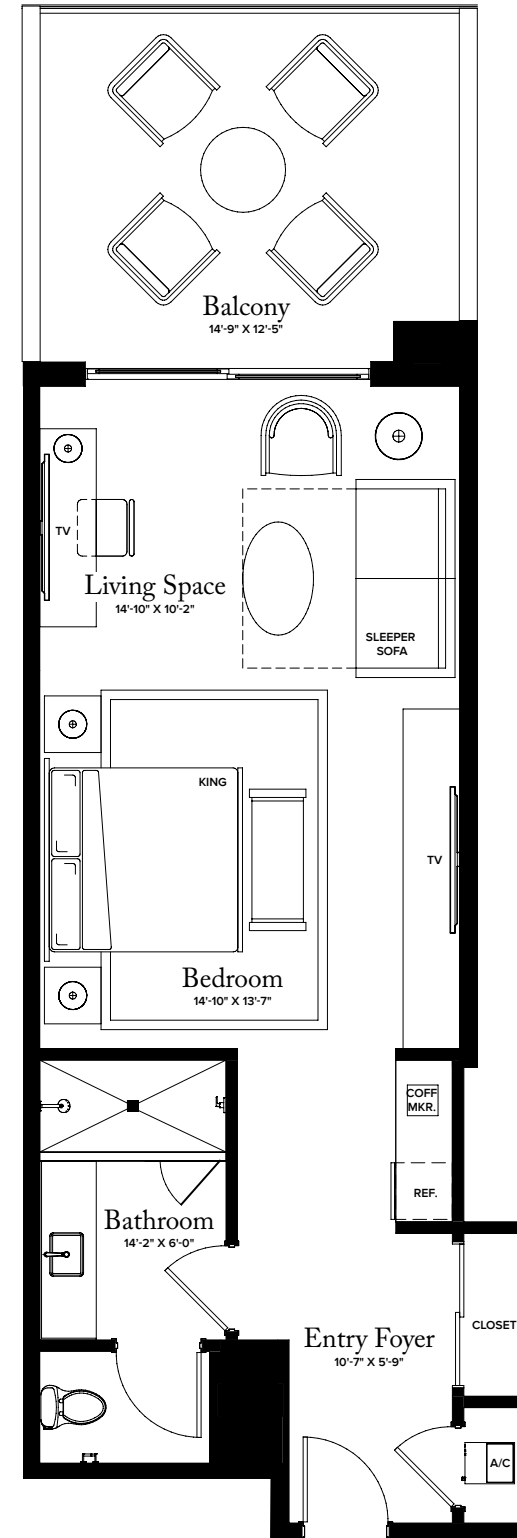 Balcony
14'-9" X 12'-5"
TV
Living Space
14'-10" X 10'-2"
SLEEPER
SOFA
KING
TV
Bedroom
14'-10" X 13'-7"
COFF
MKR.
REF.
Bathroom
14'-2" X 6'-0"
CLOSET
Entry Foyer
10'-7" X 5'-9"
A/C